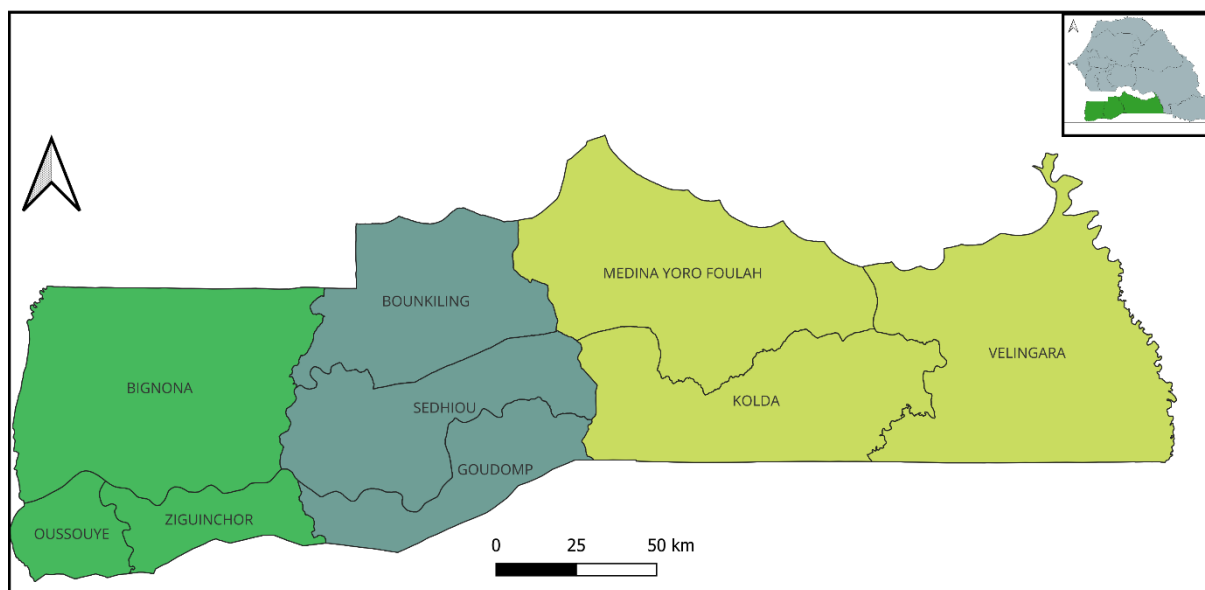 MEDINA YORO FOULAH
BOUNKILING
VELINGARA
BIGNONA
KOLDA
SEDHIOU
GOUDOMP
ZIGUINCHOR
OUSSOUYE
0 25 50 km